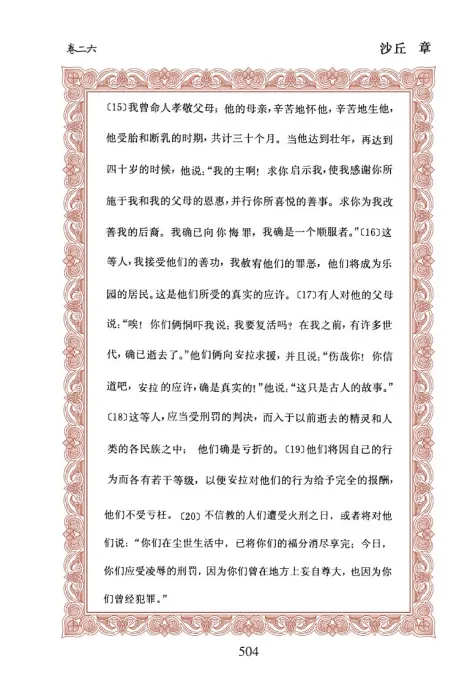 卷二六 沙丘 章
〔15〕我曾命人孝敬父母；他的母亲，辛苦地怀他，辛苦地生他，
他受胎和断乳的时期，共计三十个月。当他达到壮年，再达到
四十岁的时候，他说：“我的主啊！求你启示我，使我感谢你所
施于我和我的父母的恩惠，并行你所喜悦的善事。求你为我改
善我的后裔。我确已向你悔罪，我确是一个顺服者。”〔16〕这
等人，我接受他们的善功，我赦宥他们的罪恶，他们将成为乐
园的居民。这是他们所受的真实的应许。〔17〕有人对他的父母
说：“唉！你们俩恫吓我说：我要复活吗？在我之前，有许多世
代，确已逝去了。”他们俩向安拉求援，并且说：“伤哉你！你信
道吧，安拉的应许，确是真实的！”他说：“这只是古人的故事。”
〔18〕这等人，应当受刑罚的判决，而入于以前逝去的精灵和人
类的各民族之中；他们确是亏折的。〔19〕他们将因自己的行
为而各有若干等级，以便安拉对他们的行为给予完全的报酬，
他们不受亏枉。〔20〕不信教的人们遭受火刑之日，或者将对他
们说：“你们在尘世生活中，已将你们的福分消尽享完；今日，
你们应受凌辱的刑罚，因为你们曾在地方上妄自尊大，也因为你
们曾经犯罪。”
504